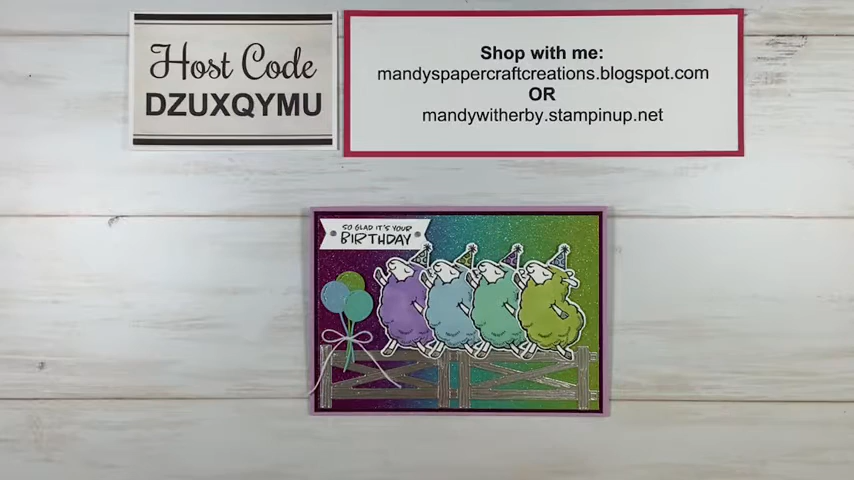 Host Code
DZUXQYMU
Shop with me:
mandyspapercraftcreations.blogspot.com
OR
mandywitherby.stampinup.net
SO GLAD IT'S YOUR
BIRTHDAY